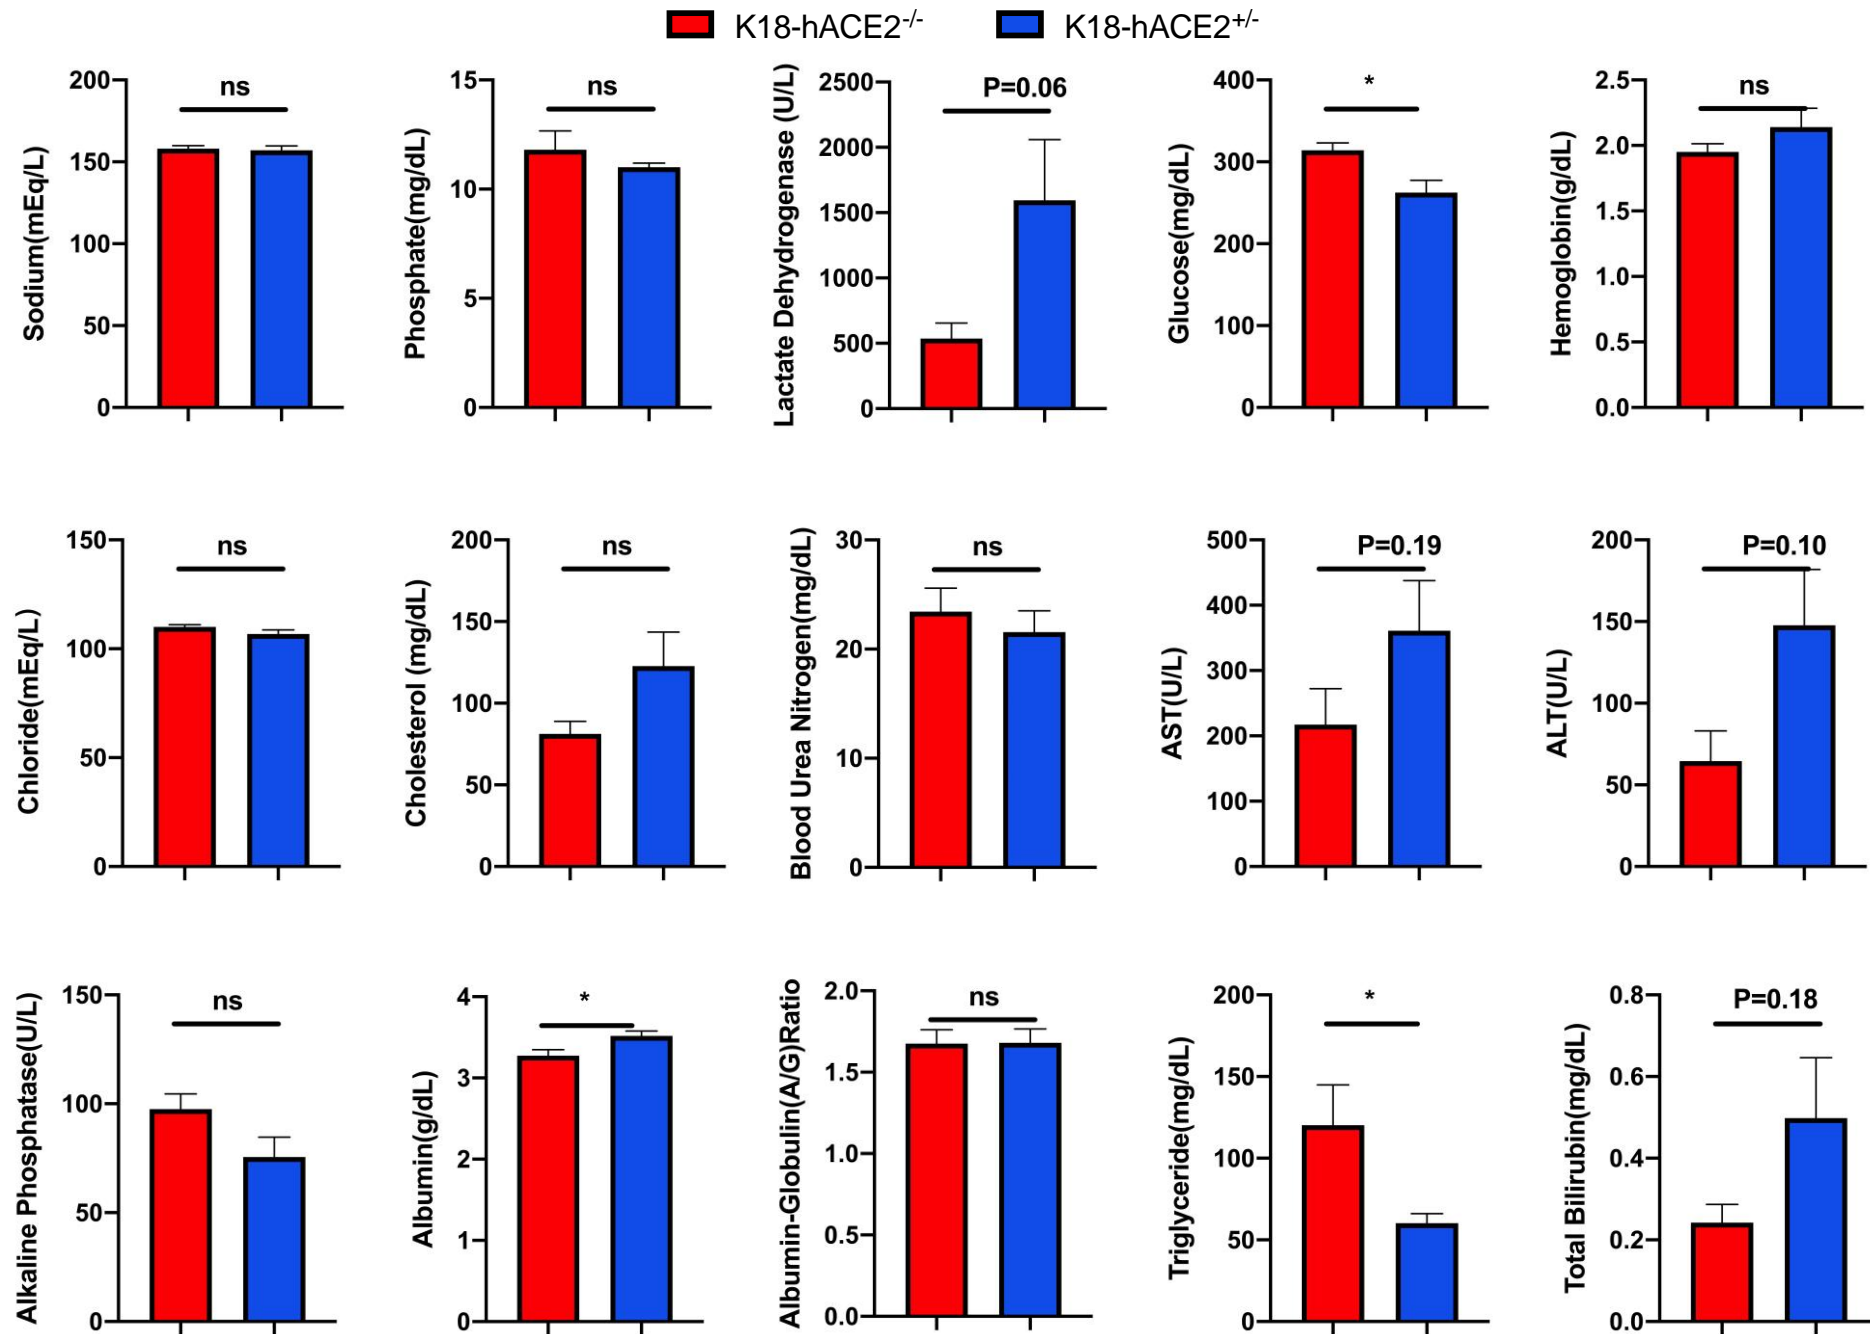 K18-hACE2-/- K18-hACE2+/-
Sodium(mEq/L)
200
150
100
50
0
ns
Phosphate(mg/dL)
15
10
5
0
ns
Lactate Dehydrogenase (U/L)
2500
2000
1500
1000
500
0
P=0.06
Glucose(mg/dL)
400
300
200
100
0
*
Hemoglobin(g/dL)
2.5
2.0
1.5
1.0
0.5
0.0
ns
Chloride(mEq/L)
150
100
50
0
ns
Cholesterol (mg/dL)
200
150
100
50
0
ns
Blood Urea Nitrogen(mg/dL)
30
20
10
0
ns
AST(U/L)
500
400
300
200
100
0
P=0.19
ALT(U/L)
200
150
100
50
0
P=0.10
Alkaline Phosphatase(U/L)
150
100
50
0
ns
Albumin(g/dL)
4
3
2
1
0
*
Albumin-Globulin(A/G)Ratio
2.0
1.5
1.0
0.5
0.0
ns
Triglyceride(mg/dL)
200
150
100
50
0
*
Total Bilirubin(mg/dL)
0.8
0.6
0.4
0.2
0.0
P=0.18